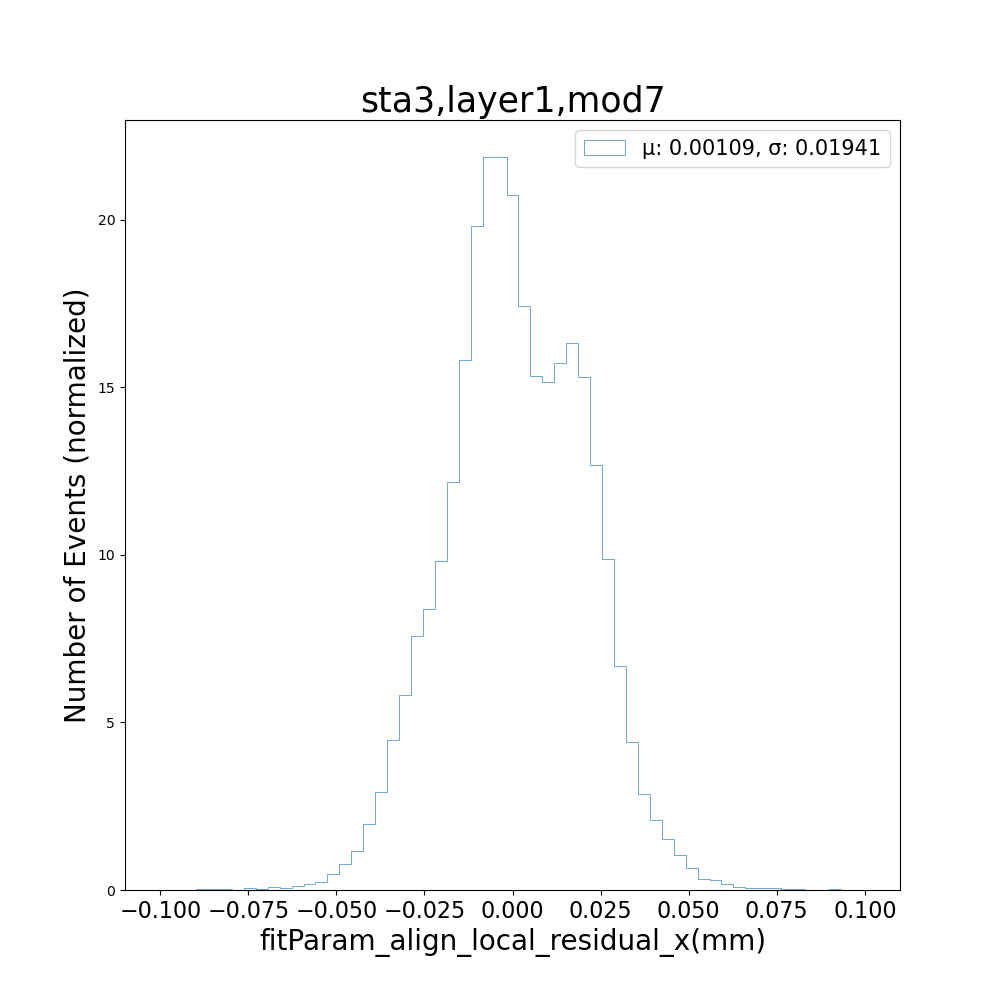 sta3,layer1,mod7
μ: 0.00109, σ: 0.01941
Number of Events (normalized)
20
15
10
5
0
−0.100 −0.075 −0.050 −0.025 0.000 0.025 0.050 0.075 0.100
fitParam_align_local_residual_x(mm)